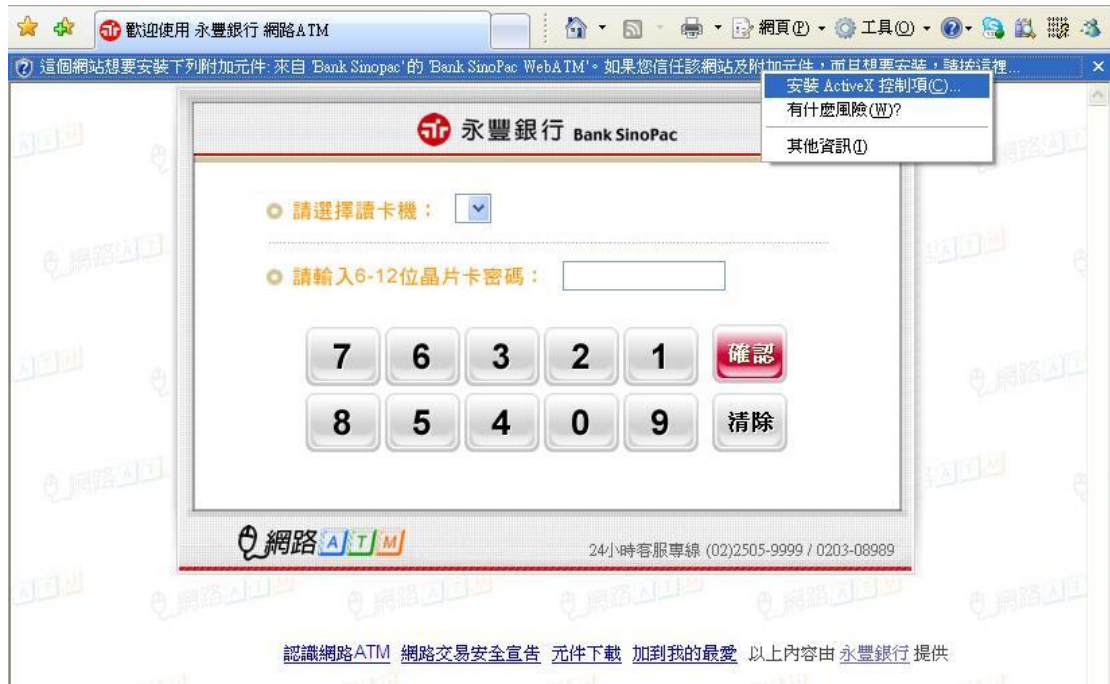 歡迎使用 永豐銀行 網路ATM
網頁(P)
工具(O)
這個網站想要安裝下列附加元件: 來自 'Bank Sinopac'的 'Bank SinoPac WebATM'。如果您信任該網站及附加元件，而且想要安裝，請按這裡...
安裝 ActiveX 控制項(C)...
有什麼風險(W)?
其他資訊(I)
永豐銀行 Bank SinoPac
請選擇讀卡機：
請輸入6-12位晶片卡密碼：
7 6 3 2 1 確認
8 5 4 0 9 清除
e網路ATM
24小時客服專線 (02)2505-9999 / 0203-08989
認識網路ATM 網路交易安全宣告 元件下載 加到我的最愛 以上內容由 永豐銀行 提供